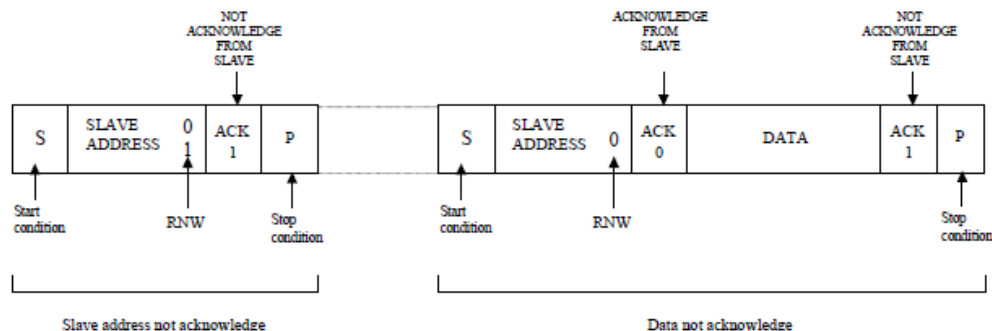 NOT
ACKNOWLEDGE
FROM
SLAVE
ACKNOWLEDGE
FROM
SLAVE
NOT
ACKNOWLEDGE
FROM
SLAVE
S
SLAVE
ADDRESS
0
1
ACK
1
P
S
SLAVE
ADDRESS
0
ACK
0
DATA
ACK
1
P
Start
condition
RNW
Stop
condition
Start
condition
RNW
Stop
condition
Slave address not acknowledge
Data not acknowledge